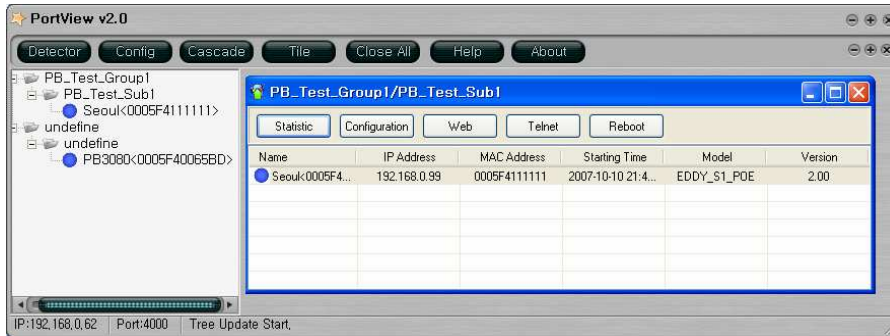 PortView v2.0
Detector Config Cascade Tile Close All Help About
PB_Test_Group1
PB_Test_Sub1
Seoul<0005F4111111>
undefine
undefine
PB3080<0005F40065BD>
PB_Test_Group1/PB_Test_Sub1
Statistic Configuration Web Telnet Reboot
Name IP Address MAC Address Starting Time Model Version
Seoul<0005F4... 192.168.0.99 0005F4111111 2007-10-10 21:4... EDDY_S1_POE 2.00
IP:192.168.0.62 Port:4000 Tree Update Start.